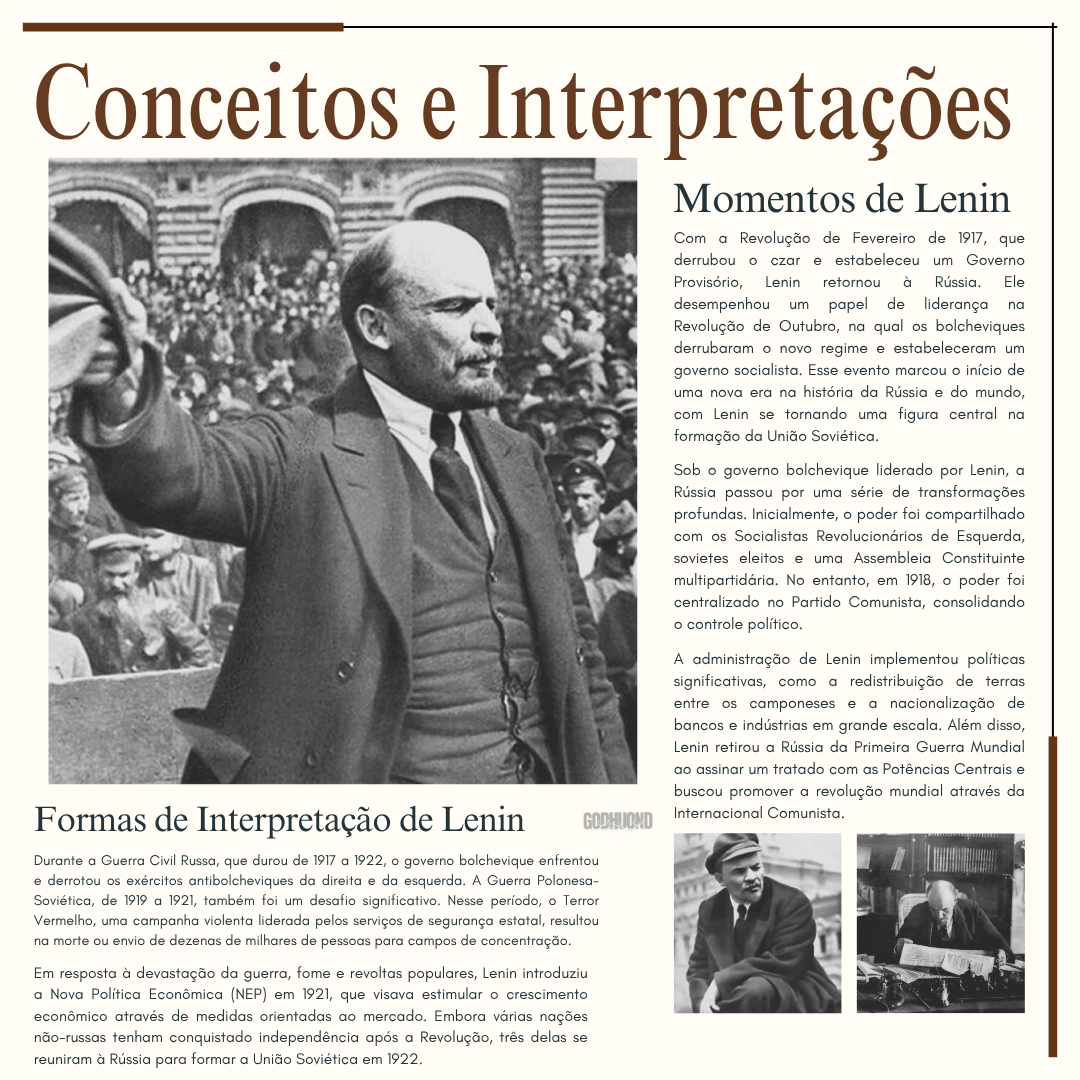 Conceitos e Interpretações
Momentos de Lenin
Com a Revolução de Fevereiro de 1917, que
derrubou o czar e estabeleceu um Governo
Provisório, Lenin retornou à Rússia. Ele
desempenhou um papel de liderança na
Revolução de Outubro, na qual os bolcheviques
derrubaram o novo regime e estabeleceram um
governo socialista. Esse evento marcou o início de
uma nova era na história da Rússia e do mundo,
com Lenin se tornando uma figura central na
formação da União Soviética.
Sob o governo bolchevique liderado por Lenin, a
Rússia passou por uma série de transformações
profundas. Inicialmente, o poder foi compartilhado
com os Socialistas Revolucionários de Esquerda,
sovietes eleitos e uma Assembleia Constituinte
multipartidária. No entanto, em 1918, o poder foi
centralizado no Partido Comunista, consolidando
o controle político.
A administração de Lenin implementou políticas
significativas, como a redistribuição de terras
entre os camponeses e a nacionalização de
bancos e indústrias em grande escala. Além disso,
Lenin retirou a Rússia da Primeira Guerra Mundial
ao assinar um tratado com as Potências Centrais e
buscou promover a revolução mundial através da
Internacional Comunista.
Formas de Interpretação de Lenin
GODHUOND
Durante a Guerra Civil Russa, que durou de 1917 a 1922, o governo bolchevique enfrentou
e derrotou os exércitos antibolcheviques da direita e da esquerda. A Guerra Polonesa-
Soviética, de 1919 a 1921, também foi um desafio significativo. Nesse período, o Terror
Vermelho, uma campanha violenta liderada pelos serviços de segurança estatal, resultou
na morte ou envio de dezenas de milhares de pessoas para campos de concentração.
Em resposta à devastação da guerra, fome e revoltas populares, Lenin introduziu
a Nova Política Econômica (NEP) em 1921, que visava estimular o crescimento
econômico através de medidas orientadas ao mercado. Embora várias nações
não-russas tenham conquistado independência após a Revolução, três delas se
reuniram à Rússia para formar a União Soviética em 1922.